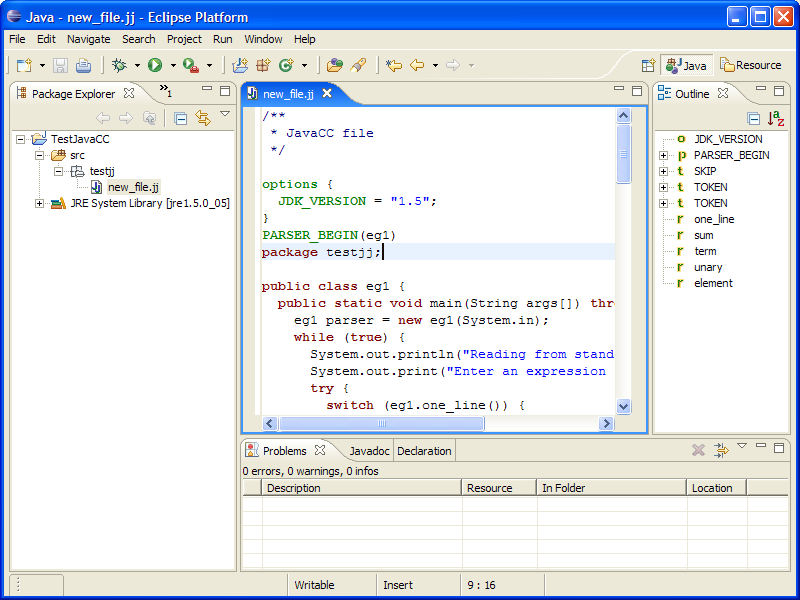 Java - new_file.jj - Eclipse Platform
File Edit Navigate Search Project Run Window Help
Java Resource
Package Explorer »1
TestJavaCC
src
testjj
new_file.jj
JRE System Library [jre1.5.0_05]
new_file.jj
/**
* JavaCC file
*/
options {
JDK_VERSION = "1.5";
}
PARSER_BEGIN(eg1)
package testjj;
public class eg1 {
public static void main(String args[]) thr
eg1 parser = new eg1(System.in);
while (true) {
System.out.println("Reading from stand
System.out.print("Enter an expression
try {
switch (eg1.one_line()) {
Outline
JDK_VERSION
PARSER_BEGIN
SKIP
TOKEN
TOKEN
one_line
sum
term
unary
element
Problems Javadoc Declaration
0 errors, 0 warnings, 0 infos
Description Resource In Folder Location
Writable Insert 9 : 16